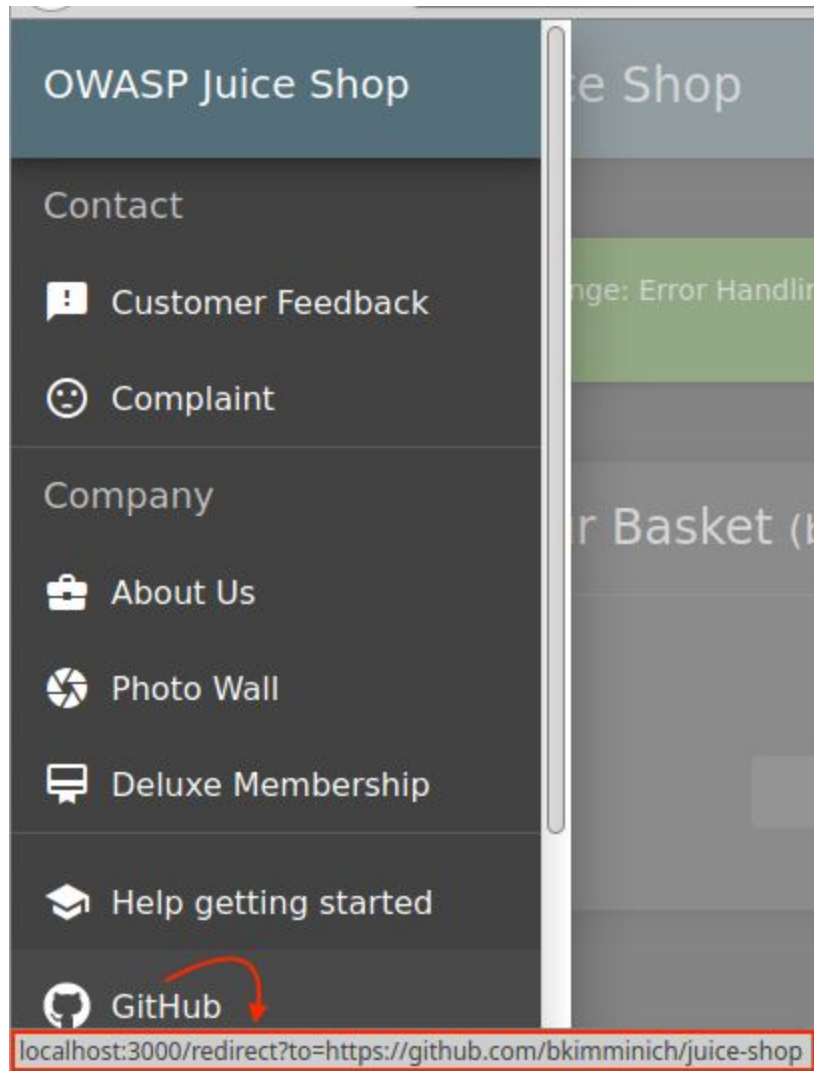 OWASP Juice Shop
e Shop
Contact
nge: Error Handlin
Customer Feedback
Complaint
Company
r Basket (b
About Us
Photo Wall
Deluxe Membership
Help getting started
GitHub
localhost:3000/redirect?to=https://github.com/bkimminich/juice-shop